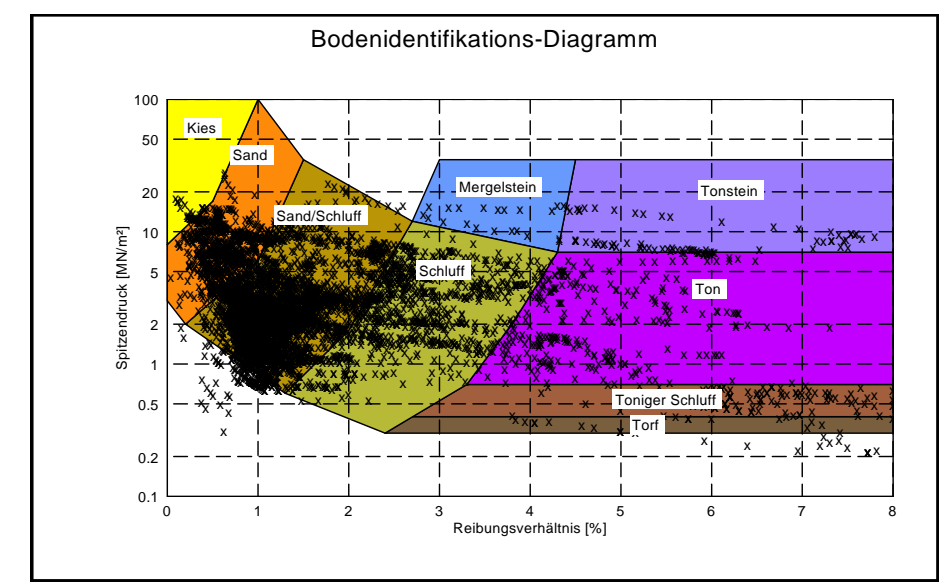 Bodenidentifikations-Diagramm
Spitzendruck [MN/m²]
100
50
20
10
5
2
1
0.5
0.2
0.1
Kies
Sand
Sand/Schluff
Mergelstein
Tonstein
Schluff
Ton
Toniger Schluff
Torf
0 1 2 3 4 5 6 7 8
Reibungsverhältnis [%]